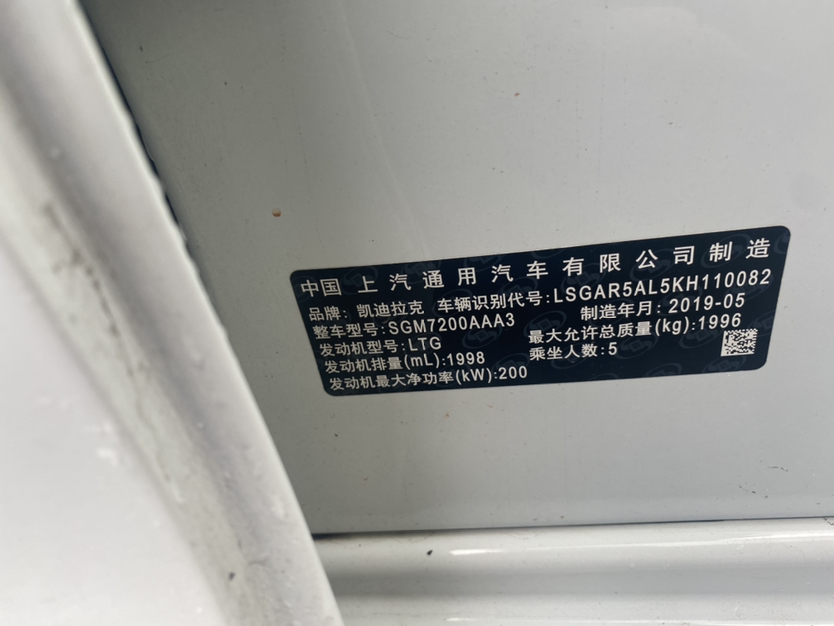 中国 上汽通用汽车有限公司制造
品牌: 凯迪拉克 车辆识别代号:LSGAR5AL5KH110082
整车型号:SGM7200AAA3 制造年月: 2019-05
发动机型号:LTG 最大允许总质量(kg):1996
发动机排量(mL):1998 乘坐人数:5
发动机最大净功率(kW):200